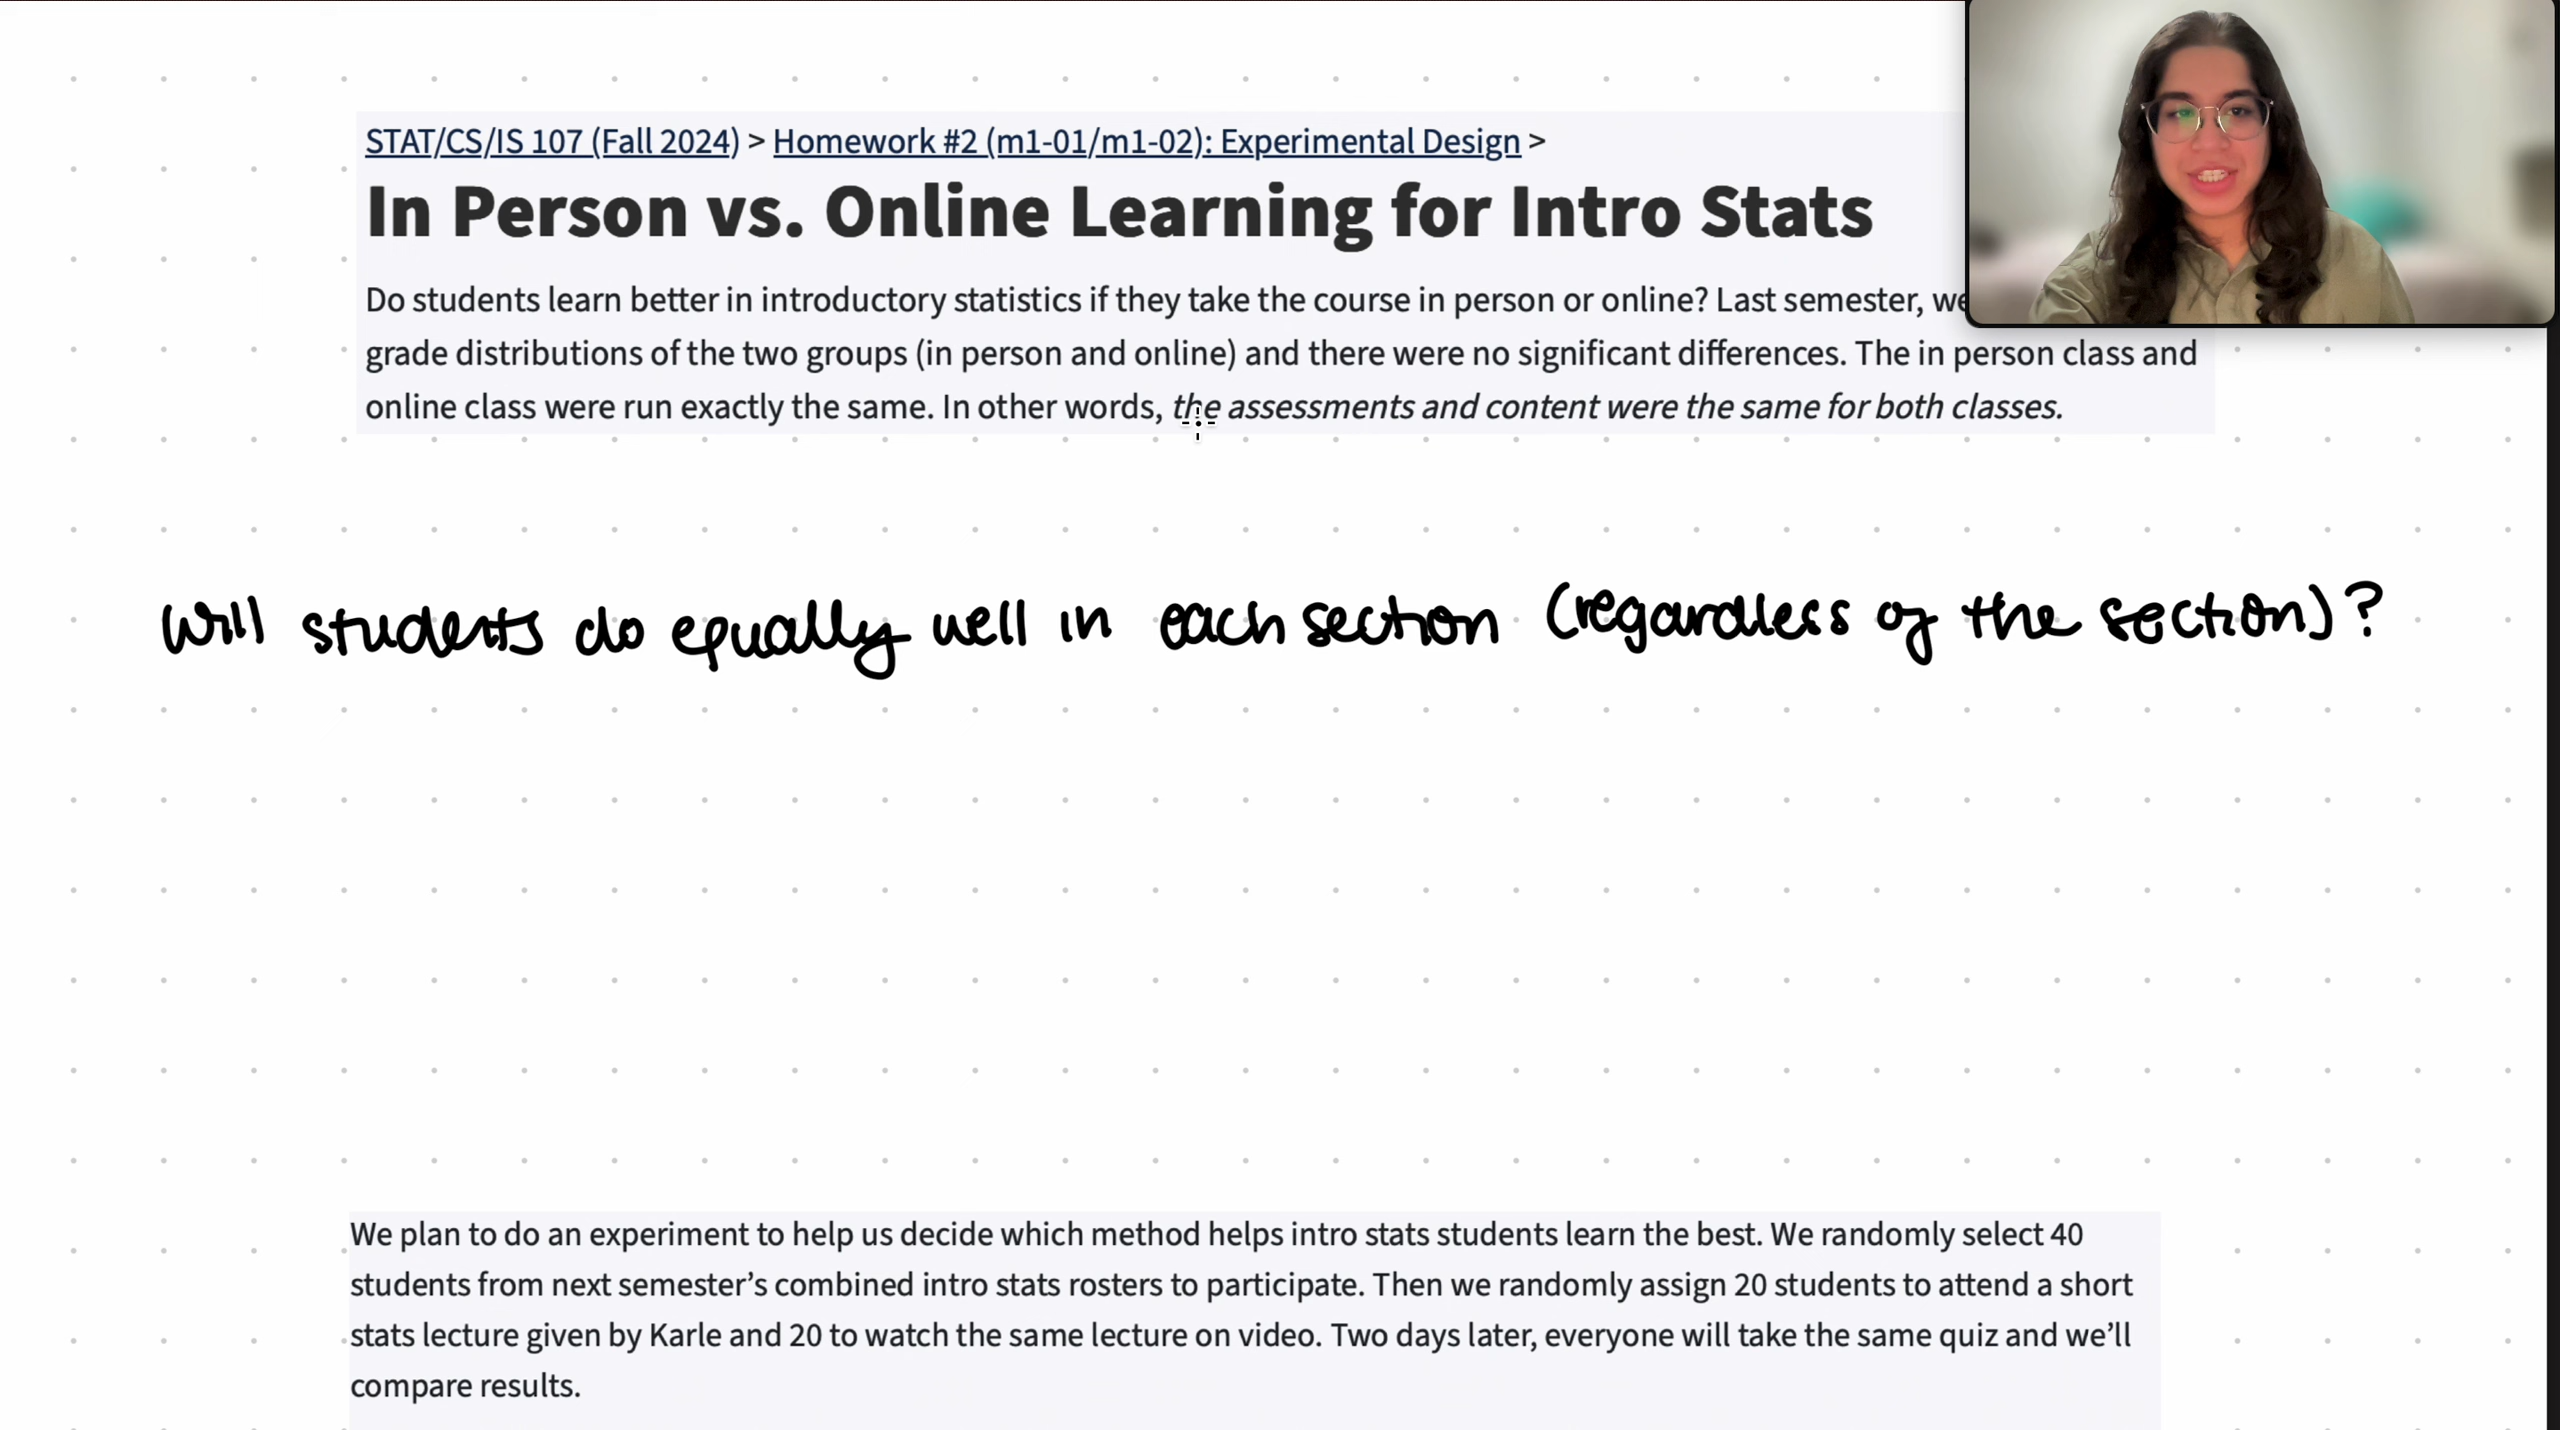 STAT/CS/IS 107 (Fall 2024) > Homework #2 (m1-01/m1-02): Experimental Design >
In Person vs. Online Learning for Intro Stats
Do students learn better in introductory statistics if they take the course in person or online? Last semester, we
grade distributions of the two groups (in person and online) and there were no significant differences. The in person class and
online class were run exactly the same. In other words, the assessments and content were the same for both classes.
Will students do equally well in each section (regardless of the section)?
We plan to do an experiment to help us decide which method helps intro stats students learn the best. We randomly select 40
students from next semester's combined intro stats rosters to participate. Then we randomly assign 20 students to attend a short
stats lecture given by Karle and 20 to watch the same lecture on video. Two days later, everyone will take the same quiz and we'll
compare results.